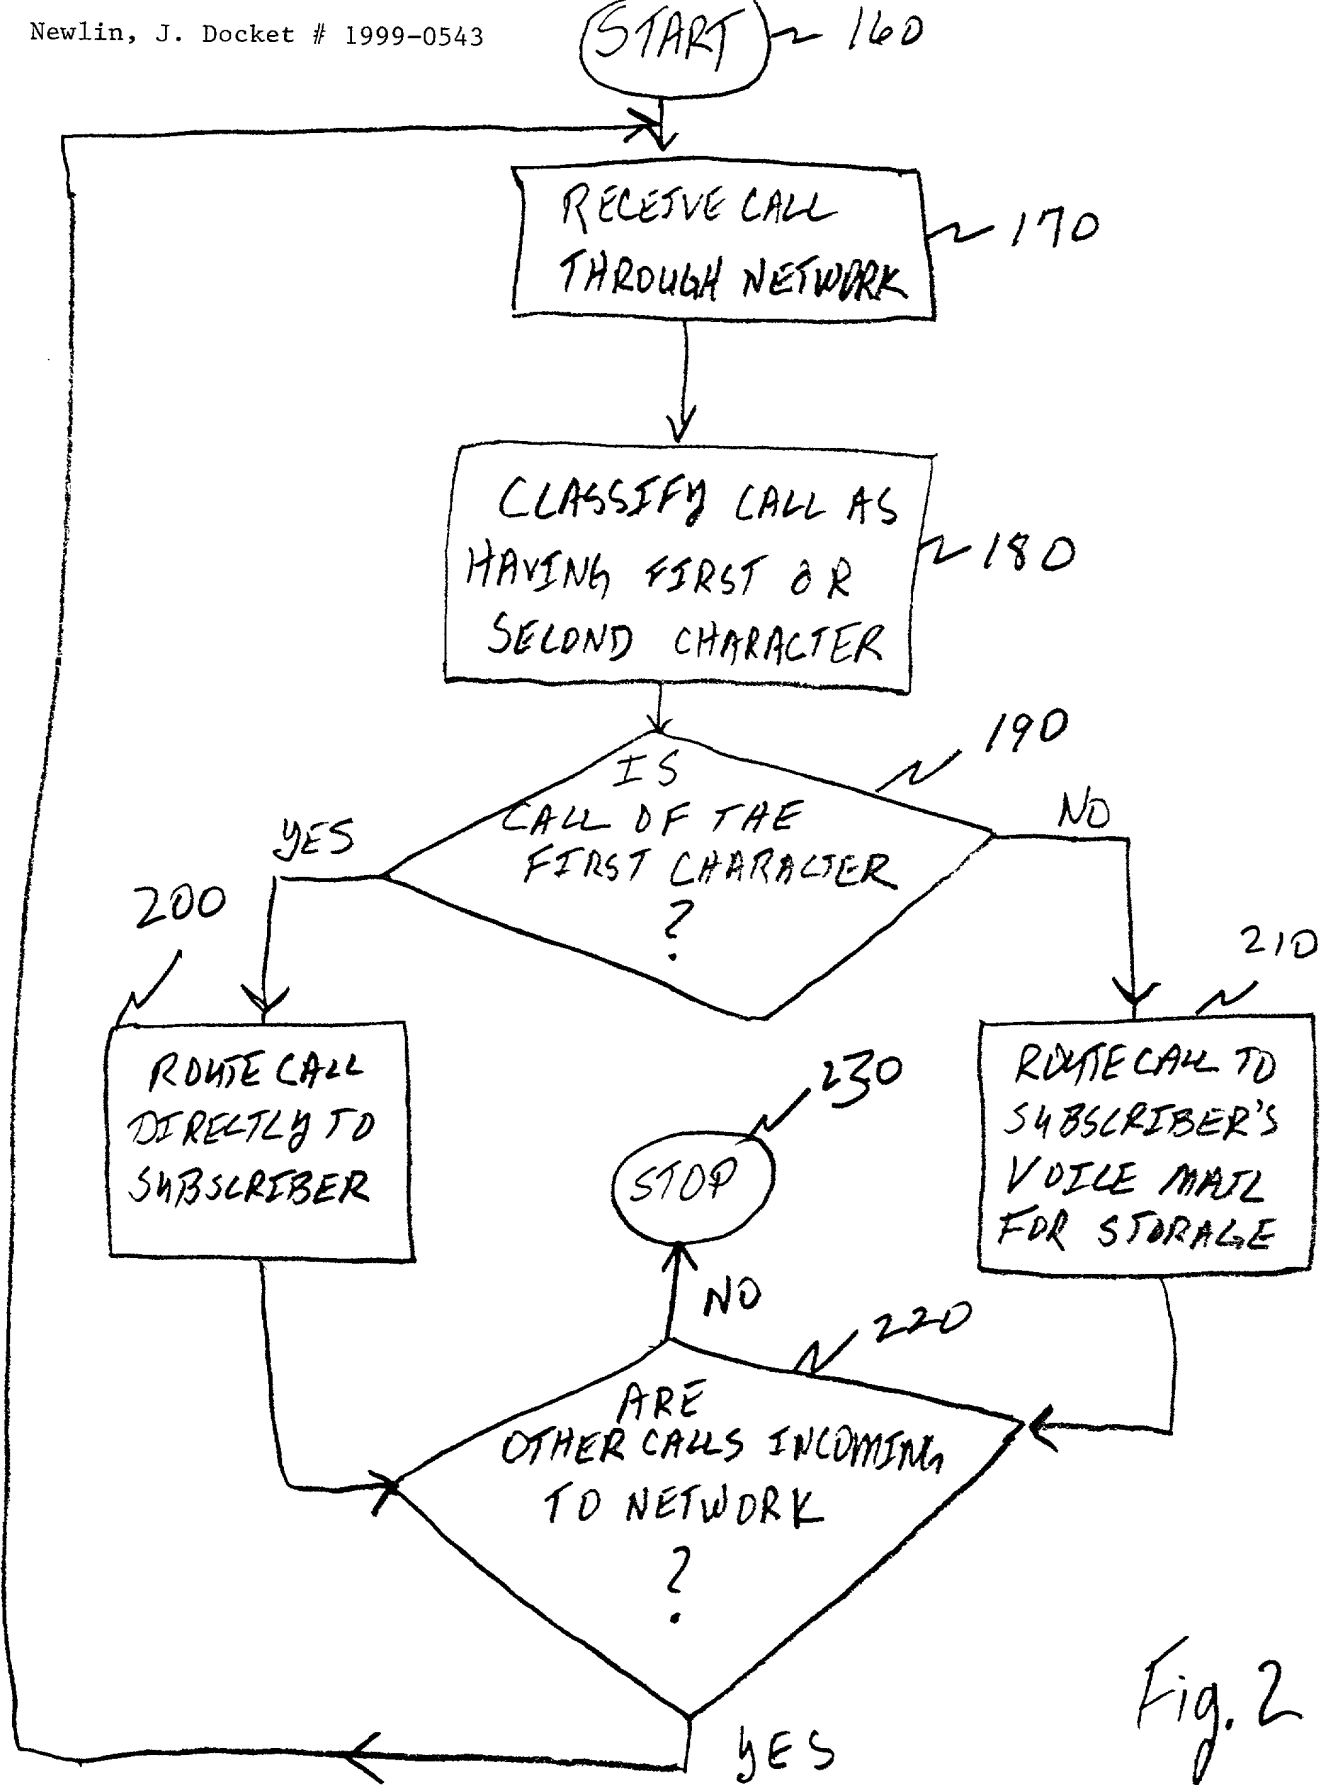 Newlin, J. Docket # 1999-0543
START
160
RECEIVE CALL
THROUGH NETWORK
170
CLASSIFY CALL AS
HAVING FIRST OR
SECOND CHARACTER
180
190
IS
CALL OF THE
FIRST CHARACTER
?
YES
NO
200
210
ROUTE CALL
DIRECTLY TO
SUBSCRIBER
ROUTE CALL TO
SUBSCRIBER'S
VOICE MAIL
FOR STORAGE
230
STOP
NO
220
ARE
OTHER CALLS INCOMING
TO NETWORK
?
YES
Fig. 2